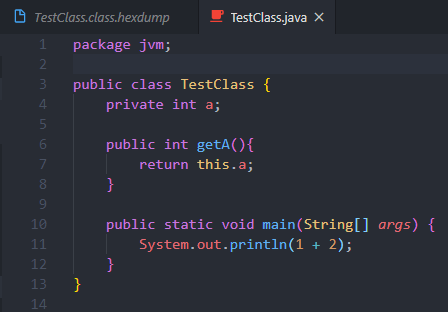 TestClass.class.hexdump TestClass.java ×
1 package jvm;
2
3 public class TestClass {
4     private int a;
5
6     public int getA(){
7         return this.a;
8     }
9
10     public static void main(String[] args) {
11         System.out.println(1 + 2);
12     }
13 }
14